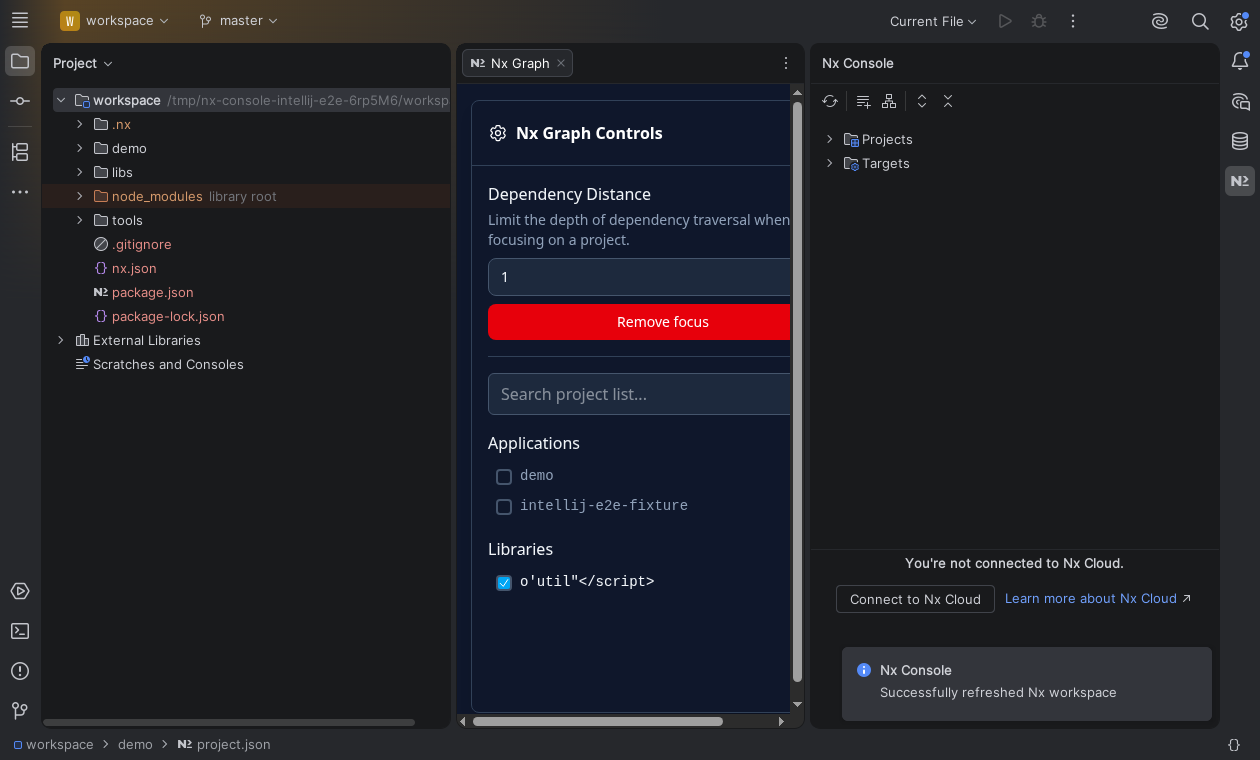 W workspace master Current File
Project
workspace /tmp/nx-console-intellij-e2e-6rp5M6/worksp
.nx
demo
libs
node_modules library root
tools
.gitignore
{} nx.json
package.json
{} package-lock.json
External Libraries
Scratches and Consoles
Nx Graph
Nx Graph Controls
Dependency Distance
Limit the depth of dependency traversal when
focusing on a project.
1
Remove focus
Search project list...
Applications
demo
intellij-e2e-fixture
Libraries
o'util"</script>
Nx Console
Projects
Targets
You're not connected to Nx Cloud.
Connect to Nx Cloud Learn more about Nx Cloud ↗
Nx Console
Successfully refreshed Nx workspace
workspace demo project.json {}